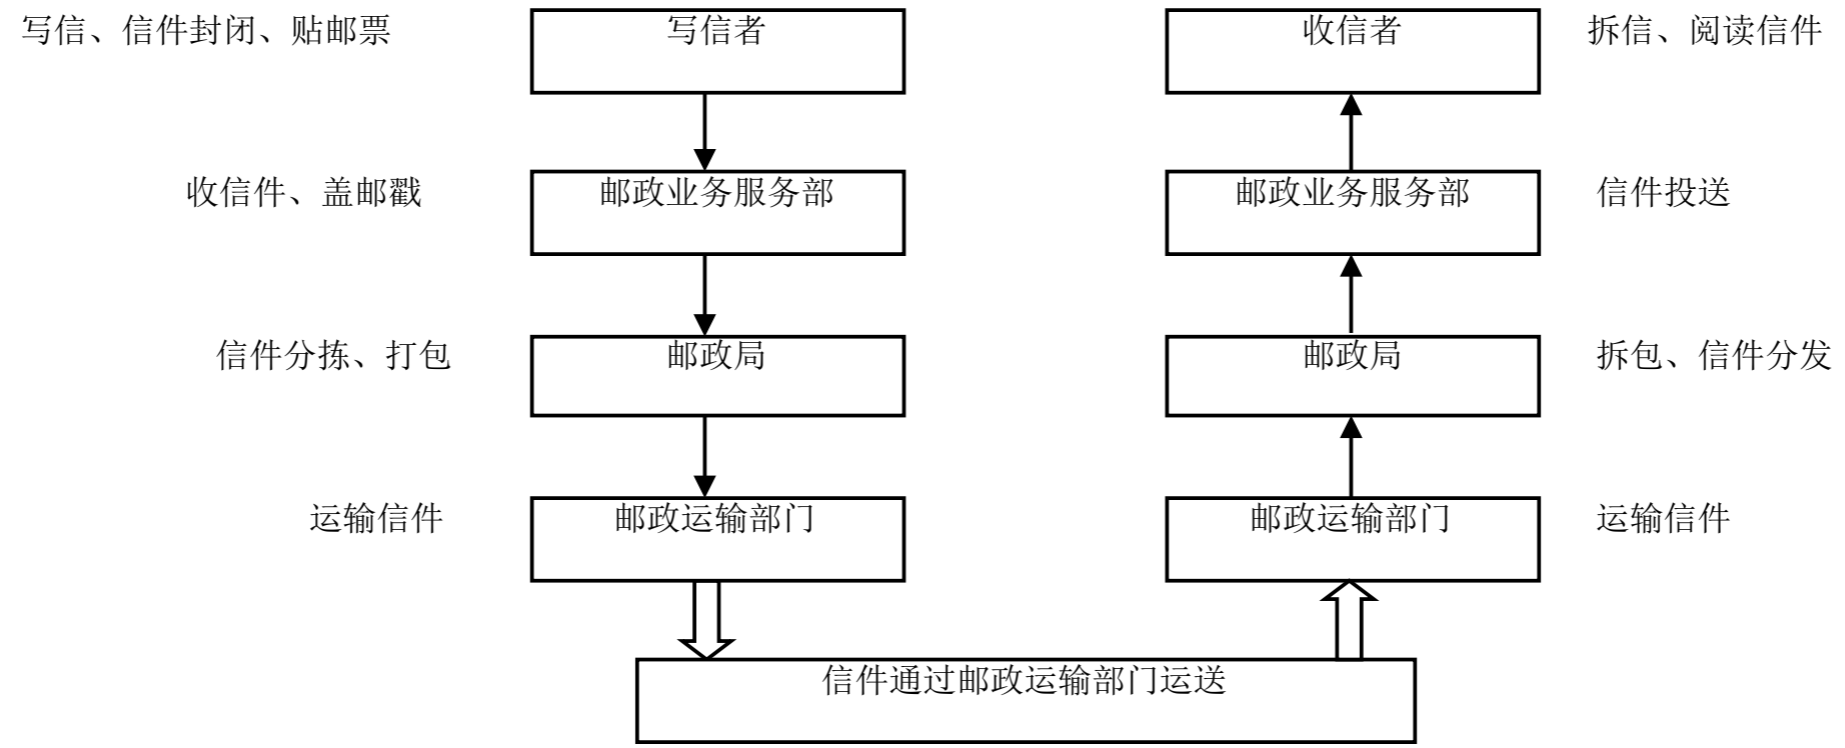 写信、信件封闭、贴邮票
写信者
收信者
拆信、阅读信件
收信件、盖邮戳
邮政业务服务部
邮政业务服务部
信件投送
信件分拣、打包
邮政局
邮政局
拆包、信件分发
运输信件
邮政运输部门
邮政运输部门
运输信件
信件通过邮政运输部门运送